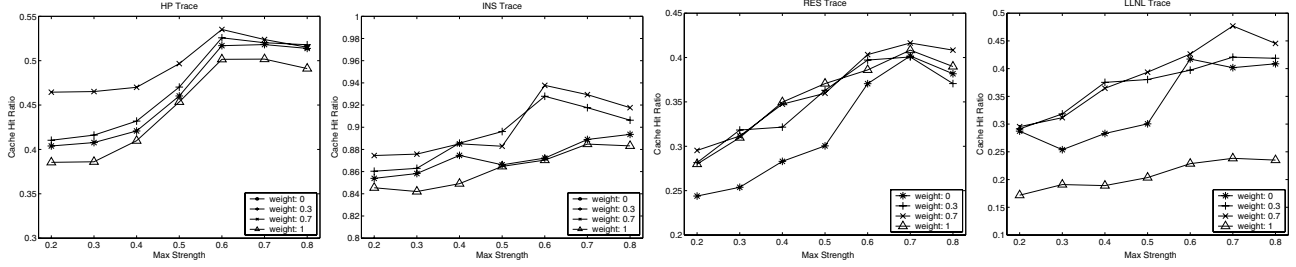 HP Trace
Cache Hit Ratio
0.55
0.5
0.45
0.4
0.35
0.3
0.2 0.3 0.4 0.5 0.6 0.7 0.8
Max Strength
weight: 0
weight: 0.3
weight: 0.7
weight: 1
INS Trace
Cache Hit Ratio
1
0.98
0.96
0.94
0.92
0.9
0.88
0.86
0.84
0.82
0.8
0.2 0.3 0.4 0.5 0.6 0.7 0.8
Max Strength
weight: 0
weight: 0.3
weight: 0.7
weight: 1
RES Trace
Cache Hit Ratio
0.45
0.4
0.35
0.3
0.25
0.2
0.2 0.3 0.4 0.5 0.6 0.7 0.8
Max Strength
weight: 0
weight: 0.3
weight: 0.7
weight: 1
LLNL Trace
Cache Hit Ratio
0.5
0.45
0.4
0.35
0.3
0.25
0.2
0.15
0.1
0.2 0.3 0.4 0.5 0.6 0.7 0.8
Max Strength
weight: 0
weight: 0.3
weight: 0.7
weight: 1